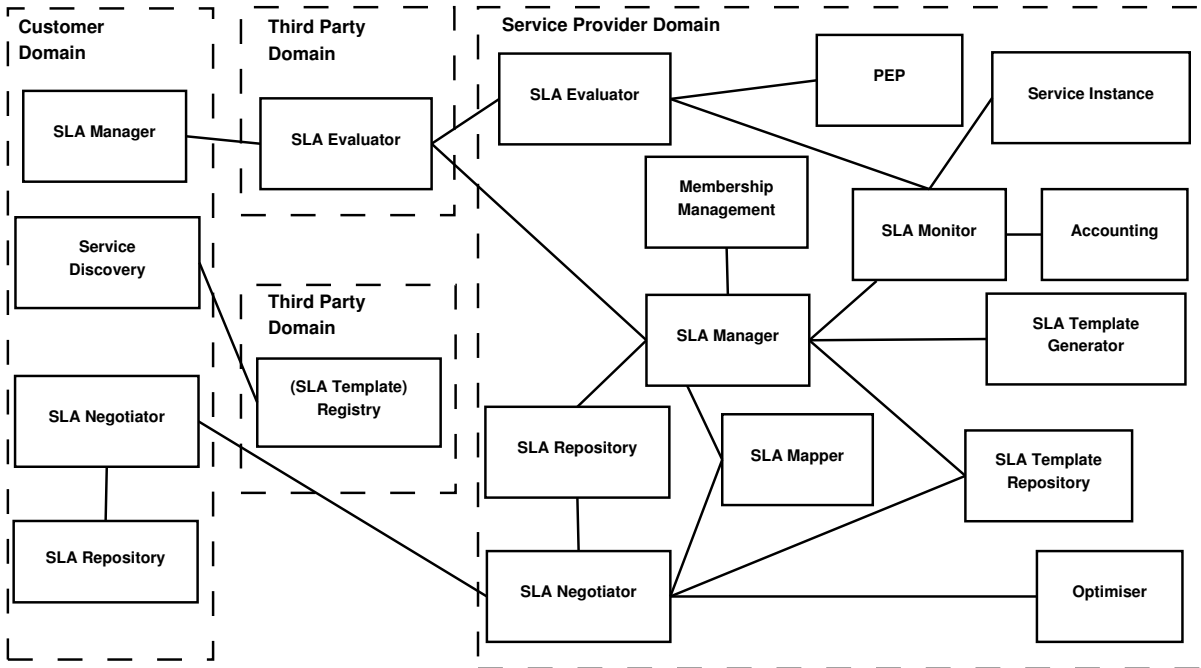 Customer
Domain
SLA Manager
Service
Discovery
SLA Negotiator
SLA Repository
Third Party
Domain
SLA Evaluator
Third Party
Domain
(SLA Template)
Registry
Service Provider Domain
SLA Evaluator
PEP
Service Instance
Membership
Management
SLA Monitor
Accounting
SLA Manager
SLA Template
Generator
SLA Repository
SLA Mapper
SLA Template
Repository
SLA Negotiator
Optimiser